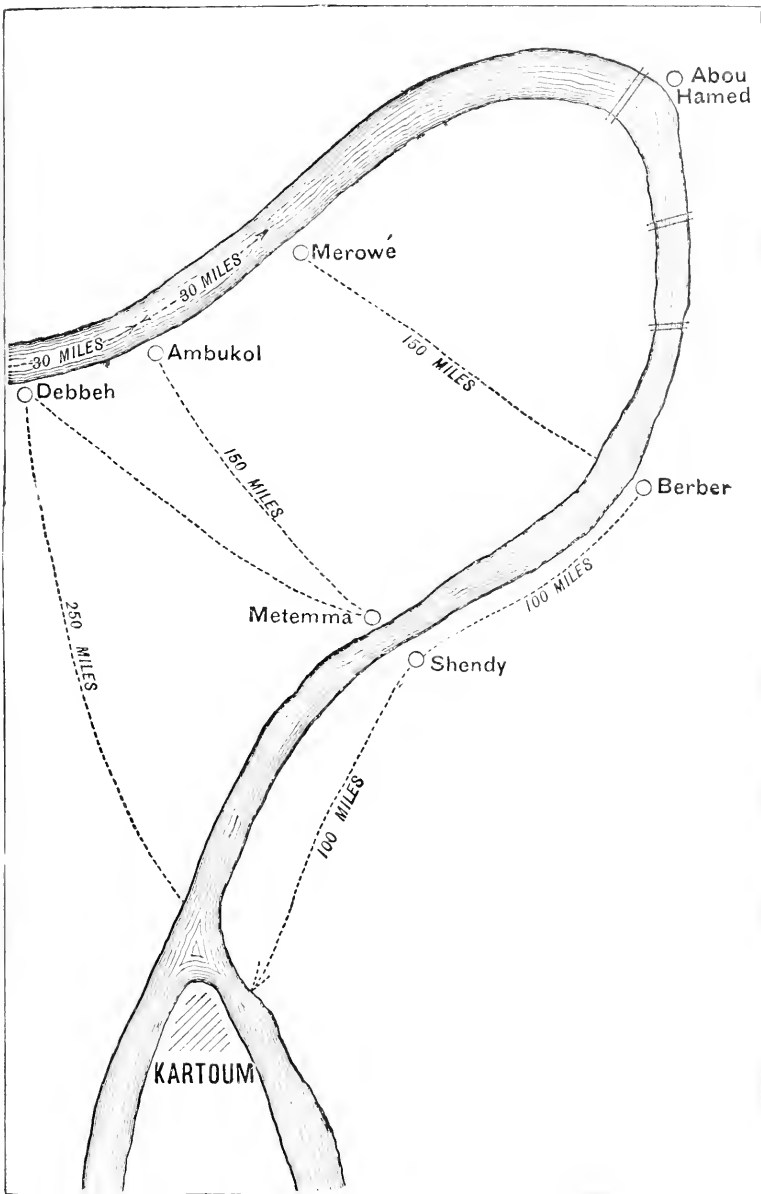 Abou
Hamed
Merowé
30 MILES
30 MILES
Ambukol
Debbeh
150 MILES
150 MILES
Berber
100 MILES
Metemma
Shendy
250 MILES
100 MILES
KARTOUM